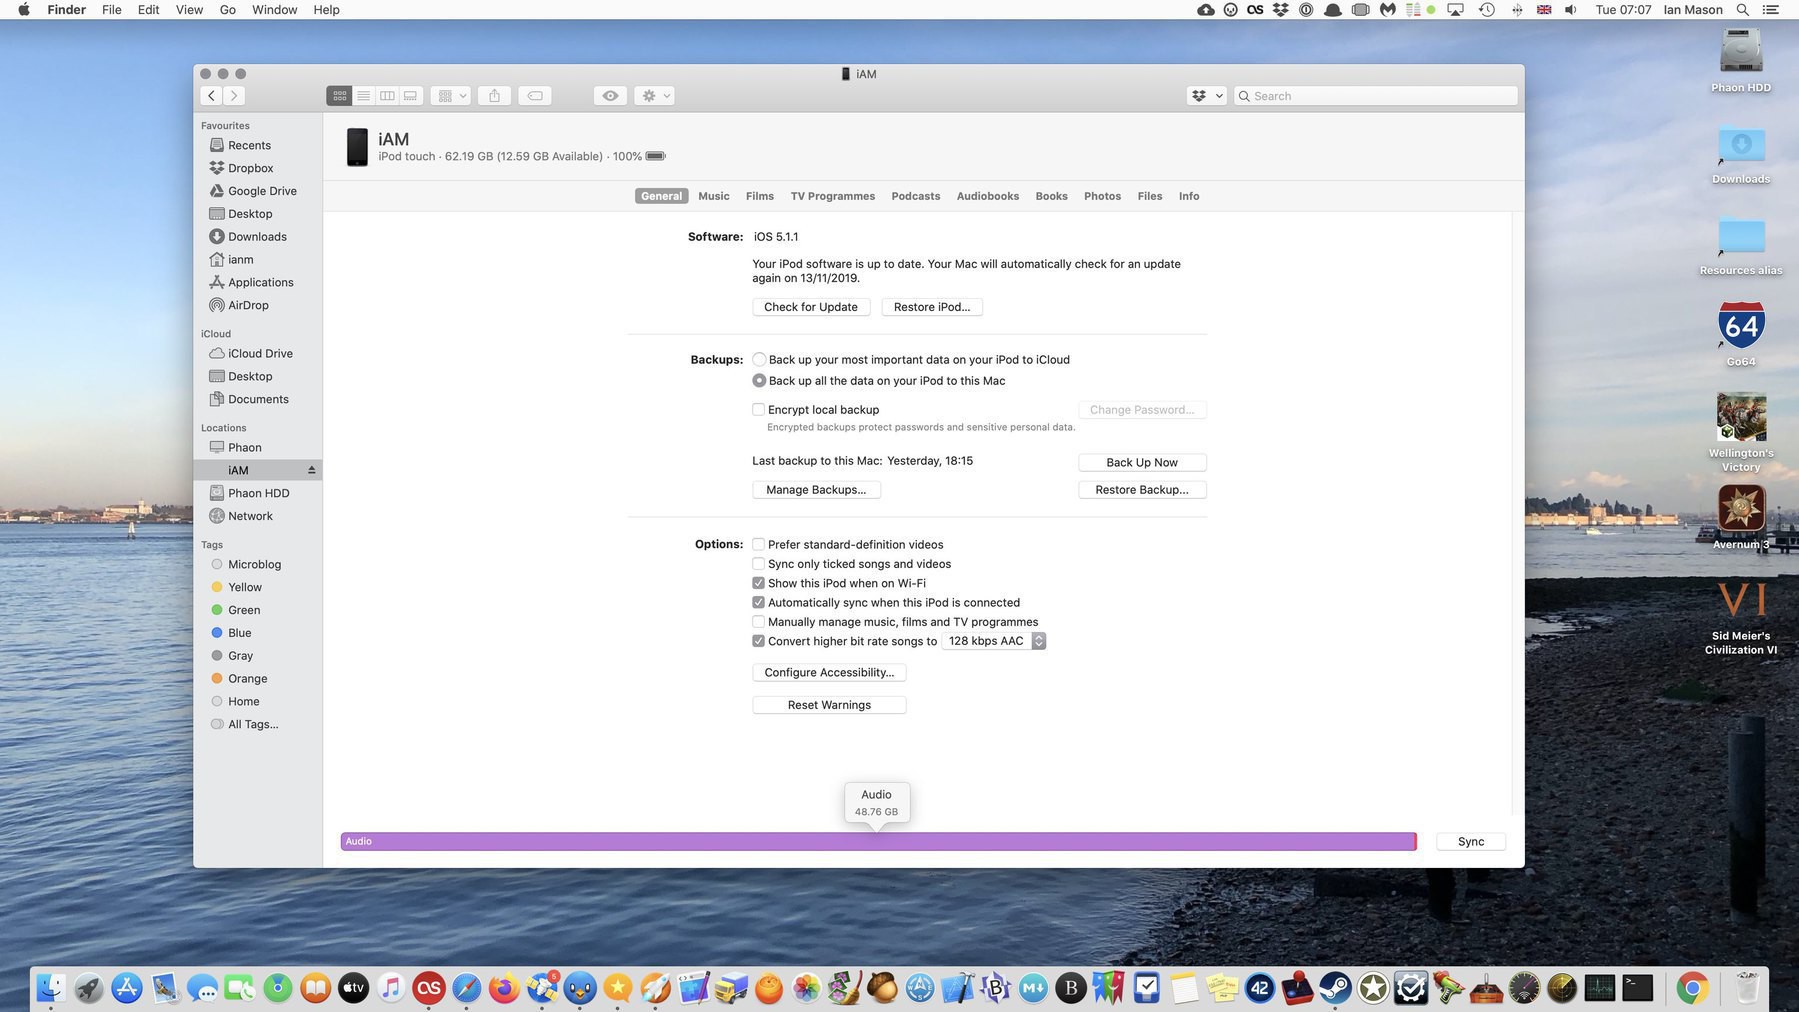 Finder File Edit View Go Window Help
Tue 07:07 Ian Mason
iAM
Search
Favourites
Recents
Dropbox
Google Drive
Desktop
Downloads
ianm
Applications
AirDrop
iCloud
iCloud Drive
Desktop
Documents
Locations
Phaon
iAM
Phaon HDD
Network
Tags
Microblog
Yellow
Green
Blue
Gray
Orange
Home
All Tags...
iAM
iPod touch · 62.19 GB (12.59 GB Available) · 100%
General Music Films TV Programmes Podcasts Audiobooks Books Photos Files Info
Software: iOS 5.1.1
Your iPod software is up to date. Your Mac will automatically check for an update
again on 13/11/2019.
Check for Update Restore iPod...
Backups: Back up your most important data on your iPod to iCloud
Back up all the data on your iPod to this Mac
Encrypt local backup Change Password...
Encrypted backups protect passwords and sensitive personal data.
Last backup to this Mac: Yesterday, 18:15 Back Up Now
Manage Backups... Restore Backup...
Options: Prefer standard-definition videos
Sync only ticked songs and videos
Show this iPod when on Wi-Fi
Automatically sync when this iPod is connected
Manually manage music, films and TV programmes
Convert higher bit rate songs to 128 kbps AAC
Configure Accessibility...
Reset Warnings
Audio
48.76 GB
Audio
Sync
Phaon HDD
Downloads
Resources alias
64
Go64
Wellington's
Victory
Avernum 3
VI
Sid Meier's
Civilization VI
tv
5
M
B
42